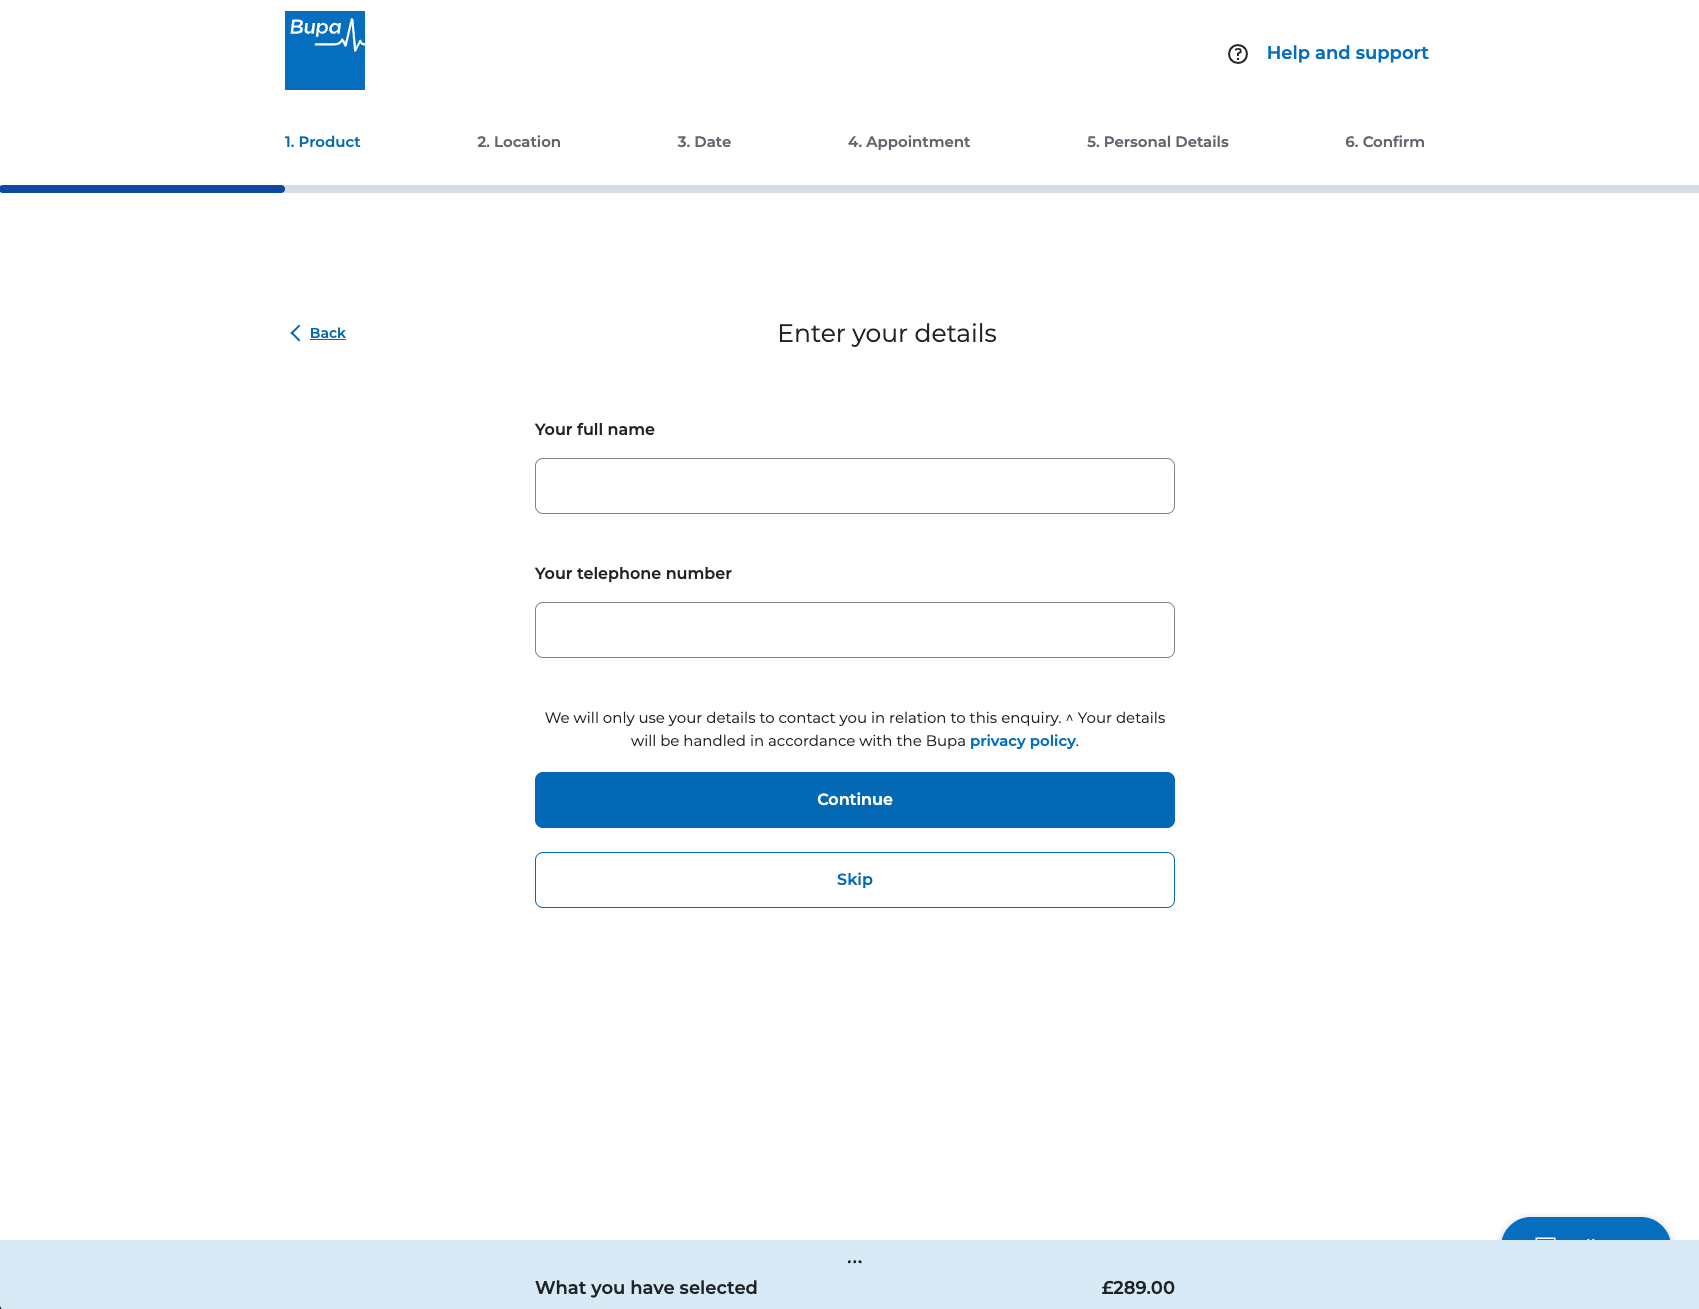 Bupa
Help and support
1. Product
2. Location
3. Date
4. Appointment
5. Personal Details
6. Confirm
Back
Enter your details
Your full name
Your telephone number
We will only use your details to contact you in relation to this enquiry. ^ Your details
will be handled in accordance with the Bupa privacy policy.
Continue
Skip
...
What you have selected
£289.00